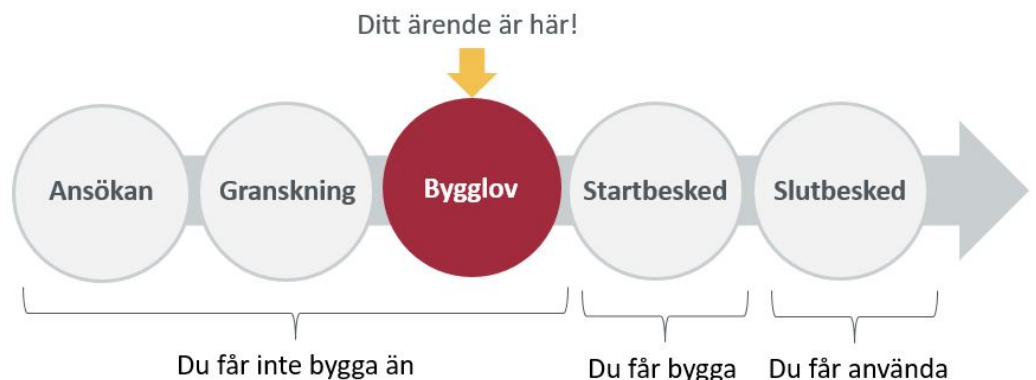 Ditt ärende är här!
Ansökan
Granskning
Bygglov
Startbesked
Slutbesked
Du får inte bygga än
Du får bygga
Du får använda